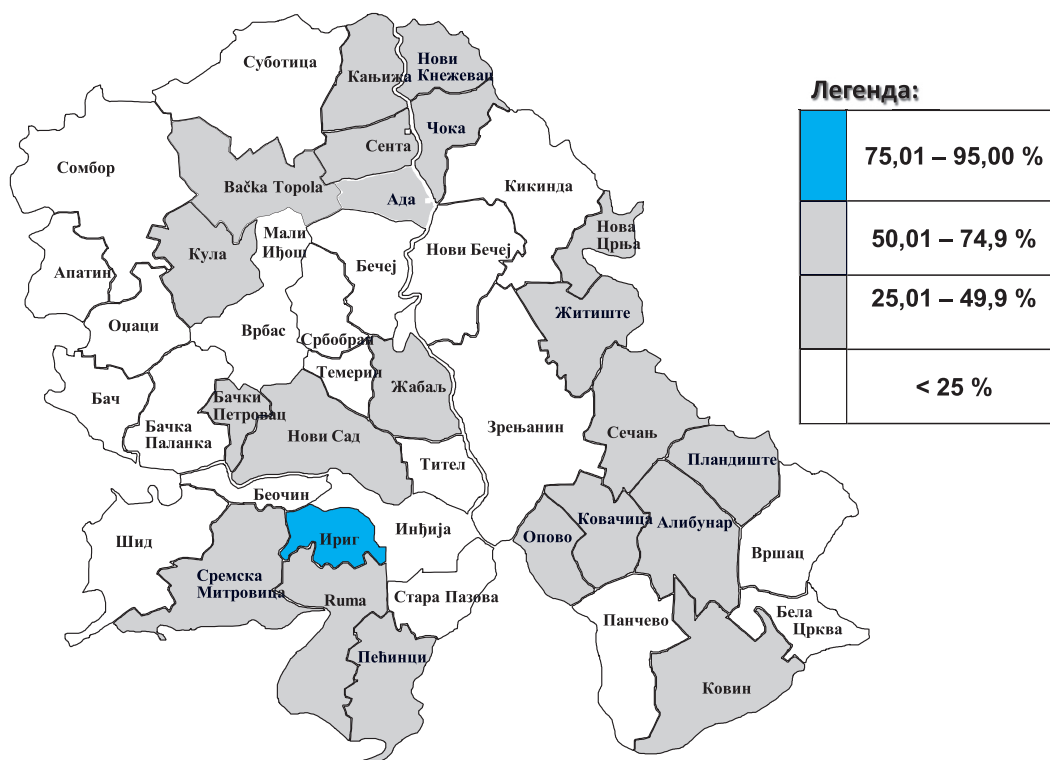 Суботица
Кањижа
Нови
Кнежевац
Легенда:
75,01 – 95,00 %
50,01 – 74,9 %
25,01 – 49,9 %
< 25 %
Чока
Сента
Сомбор
Bačka Topola
Ада
Кикинда
Нова
Црња
Мали
Иђош
Кула
Бечеј
Нови Бечеј
Апатин
Житиште
Оџаци
Врбас
Србобран
Темерин
Жабаљ
Бач
Бачки
Петровац
Бачка
Паланка
Нови Сад
Зрењанин
Сечањ
Пландиште
Тител
Беочин
Инђија
Ириг
Шид
Опово
Ковачица
Алибунар
Вршац
Сремска
Митровица
Ruma
Стара Пазова
Панчево
Бела
Црква
Пећинци
Ковин